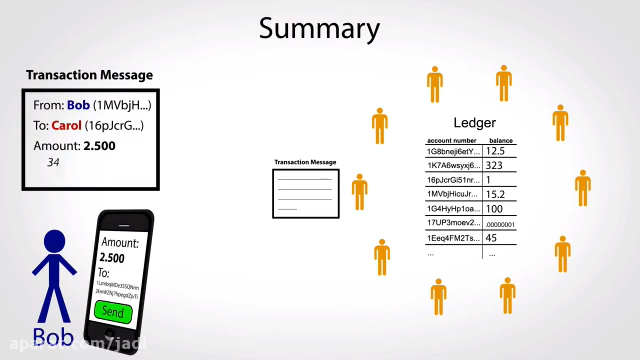 Summary
Transaction Message
From: Bob (1MVbjH...)
To: Carol (16pJcrG...)
Amount: 2.500
34
Amount:
2.500
To:
Send
Bob
Transaction Message
Ledger
account number balance
1G8bneji6etY... 12.5
1K7A6wsyxj6... 323
16pJcrGi51nr... 1
1MVbjHicuJr... 15.2
1G4HyHp1oa... 100
17UP3moev2... .00000001
1Eeq4FM2Ts... 45
... ...